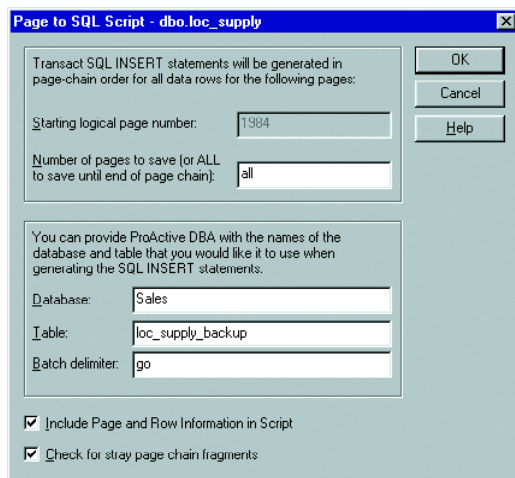 Page to SQL Script - dbo.loc_supply
Transact SQL INSERT statements will be generated in
page-chain order for all data rows for the following pages:
Starting logical page number:
1984
Number of pages to save (or ALL
to save until end of page chain):
all
You can provide ProActive DBA with the names of the
database and table that you would like it to use when
generating the SQL INSERT statements.
Database:
Sales
Table:
loc_supply_backup
Batch delimiter:
go
Include Page and Row Information in Script
Check for stray page chain fragments
OK
Cancel
Help